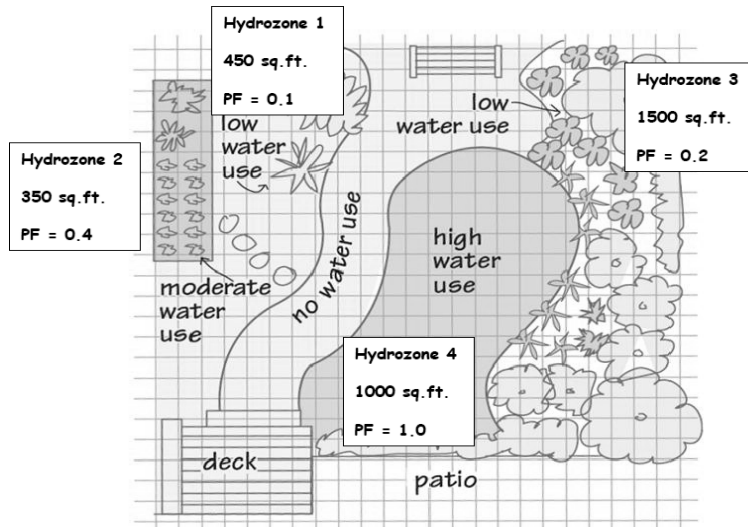 Hydrozone 1
450 sq.ft.
PF = 0.1
low
water
use
Hydrozone 2
350 sq.ft.
PF = 0.4
moderate
water
use
no water use
low
water use
Hydrozone 3
1500 sq.ft.
PF = 0.2
high
water
use
Hydrozone 4
1000 sq.ft.
PF = 1.0
deck
patio